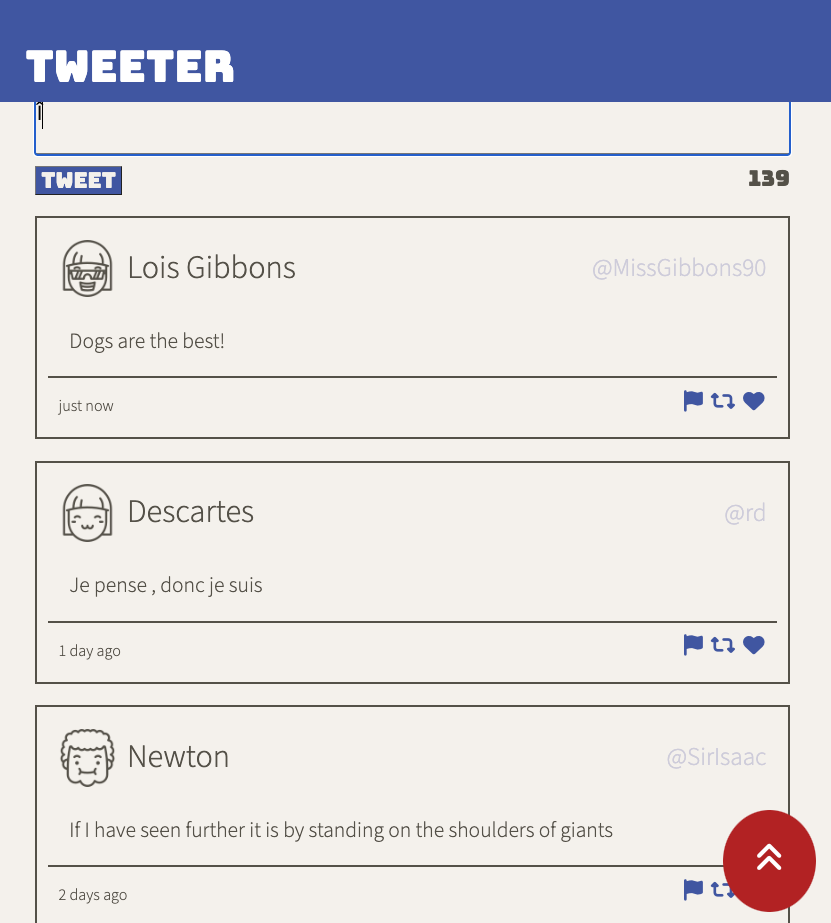 TWEETER
TWEET
139
Lois Gibbons
@MissGibbons90
Dogs are the best!
just now
Descartes
@rd
Je pense , donc je suis
1 day ago
Newton
@SirIsaac
If I have seen further it is by standing on the shoulders of giants
2 days ago